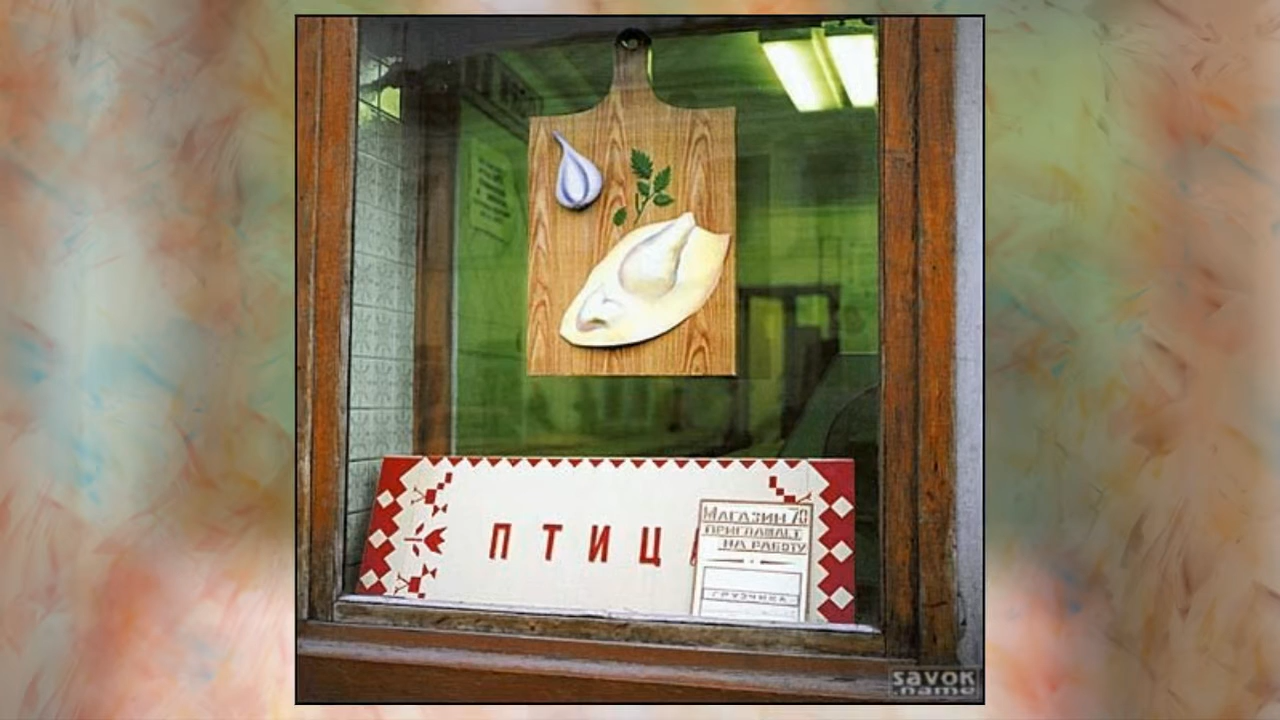 ПТИЦ
МАГАЗИН 70
ПРИГЛАШАЕТ
НА РАБОТУ
ГРУЗЧИКА
savok
.name